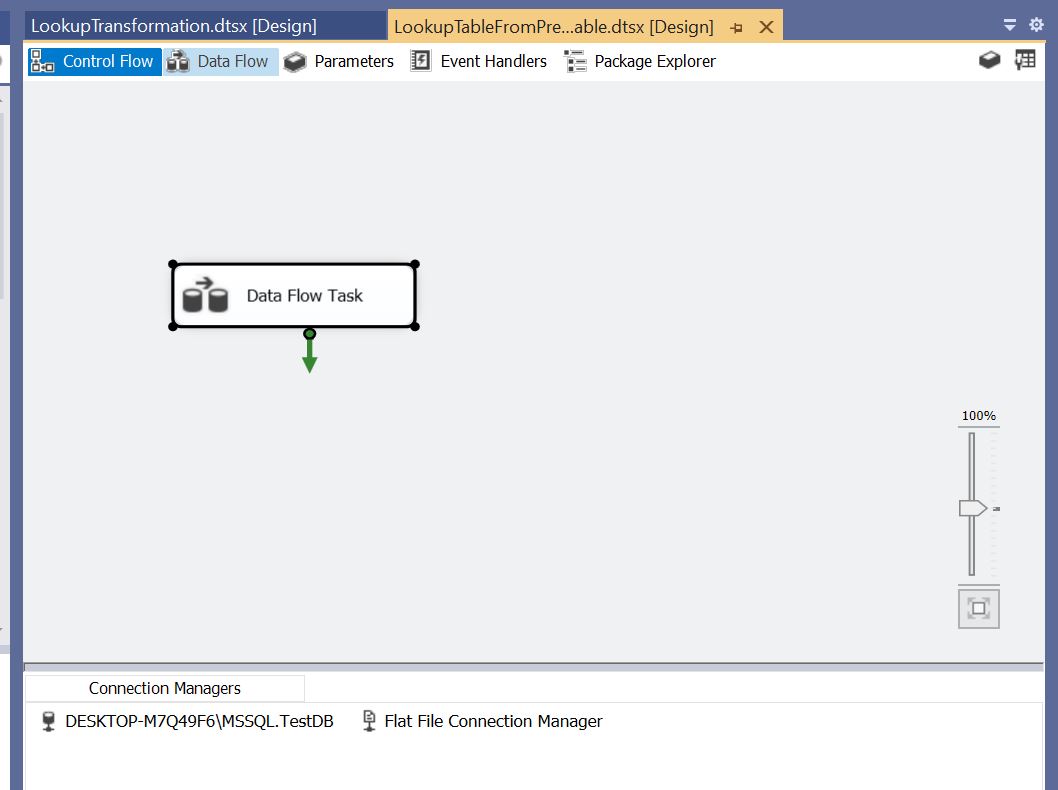 LookupTransformation.dtsx [Design]
LookupTableFromPre...able.dtsx [Design]
Control Flow
Data Flow
Parameters
Event Handlers
Package Explorer
Data Flow Task
100%
Connection Managers
DESKTOP-M7Q49F6\MSSQL.TestDB
Flat File Connection Manager